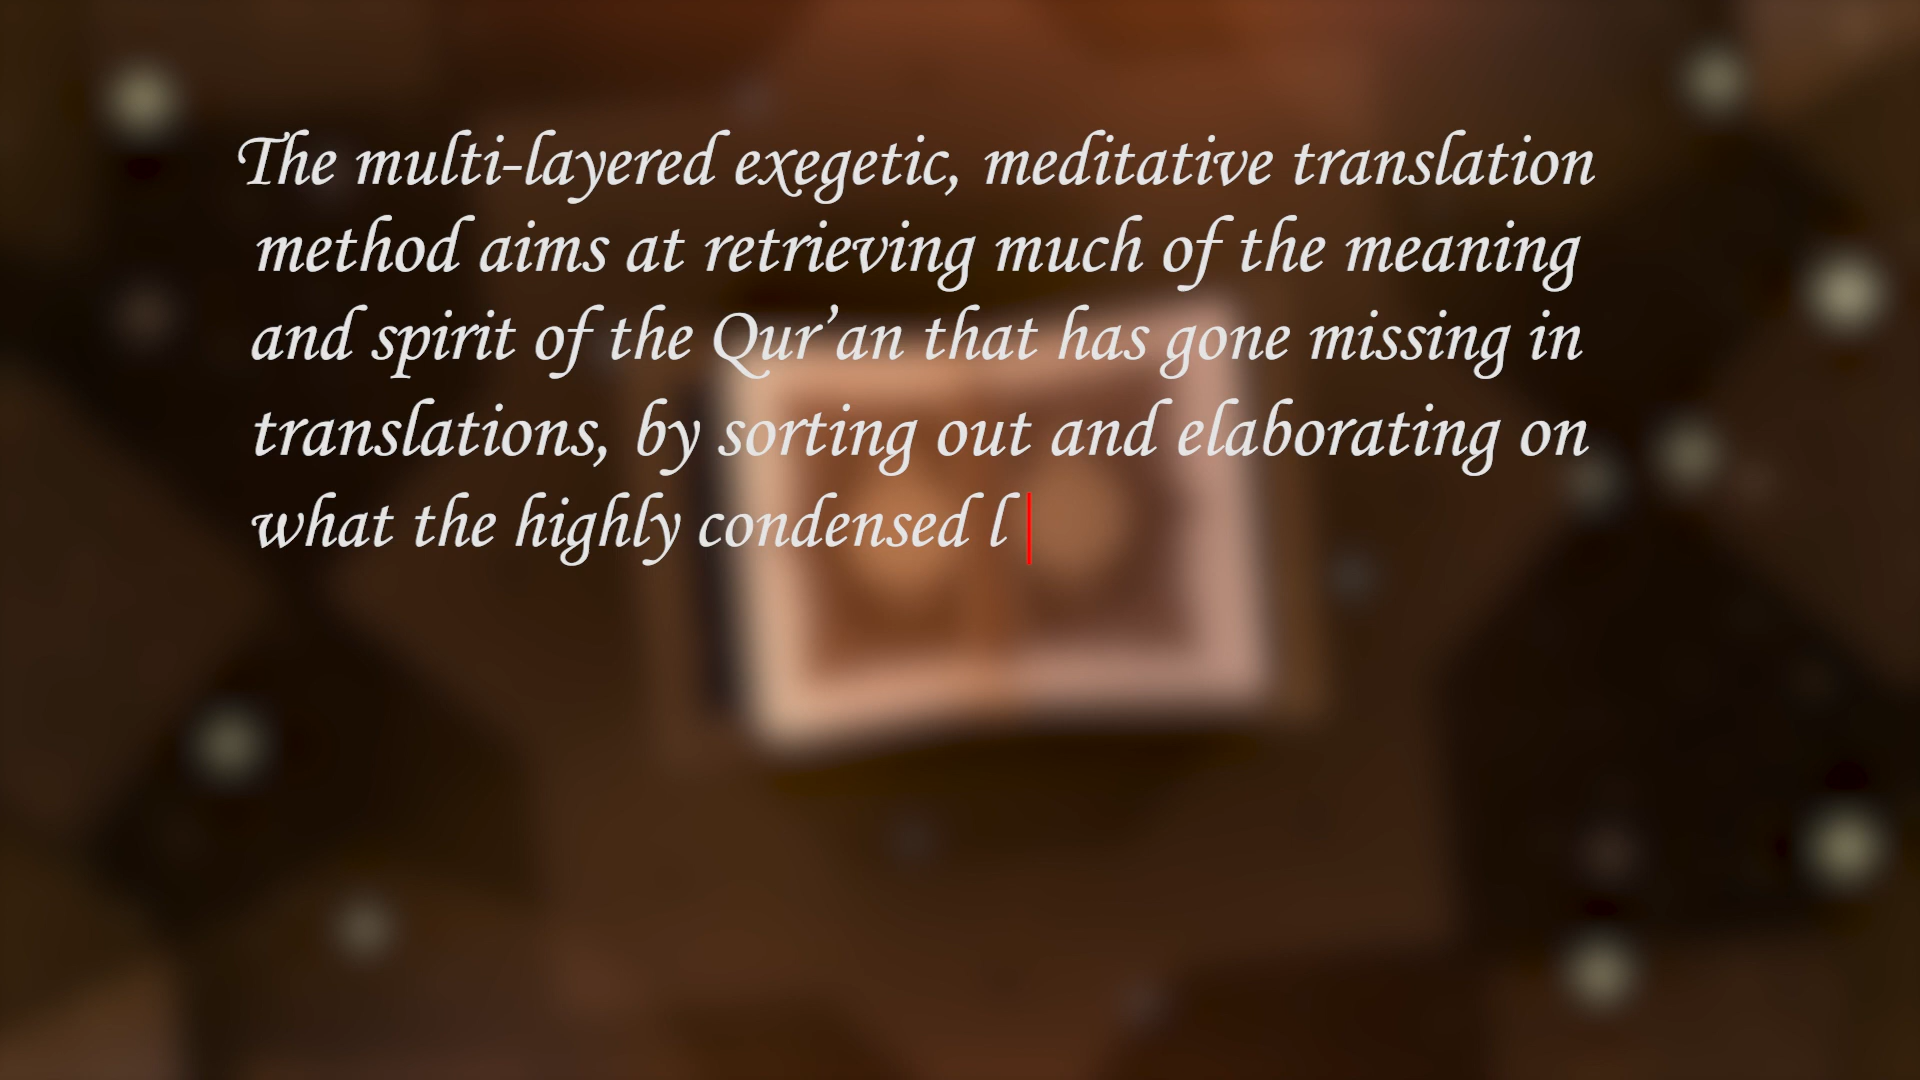 The multi-layered exegetic, meditative translation
method aims at retrieving much of the meaning
and spirit of the Qur’an that has gone missing in
translations, by sorting out and elaborating on
what the highly condensed l